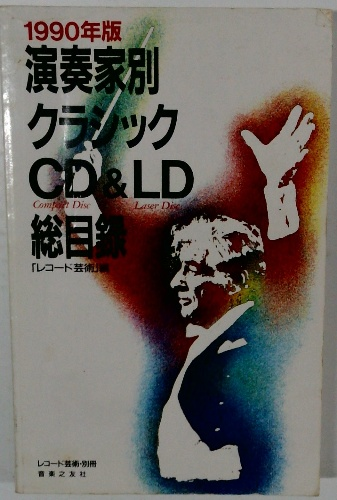 1990年版
演奏家別
クラシック
CD&LD
Compact Disc Laser Disc
総目録
「レコード芸術」編
レコード芸術・別冊
音楽之友社